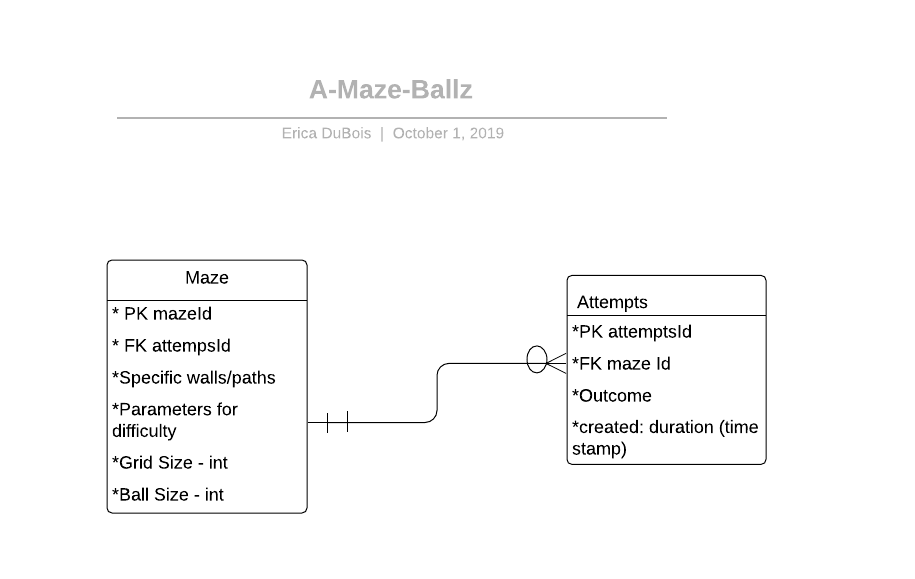 A-Maze-Ballz
Erica DuBois | October 1, 2019
Maze
* PK mazeId
* FK attempsId
*Specific walls/paths
*Parameters for
difficulty
*Grid Size - int
*Ball Size - int
Attempts
*PK attemptsId
*FK maze Id
*Outcome
*created: duration (time
stamp)